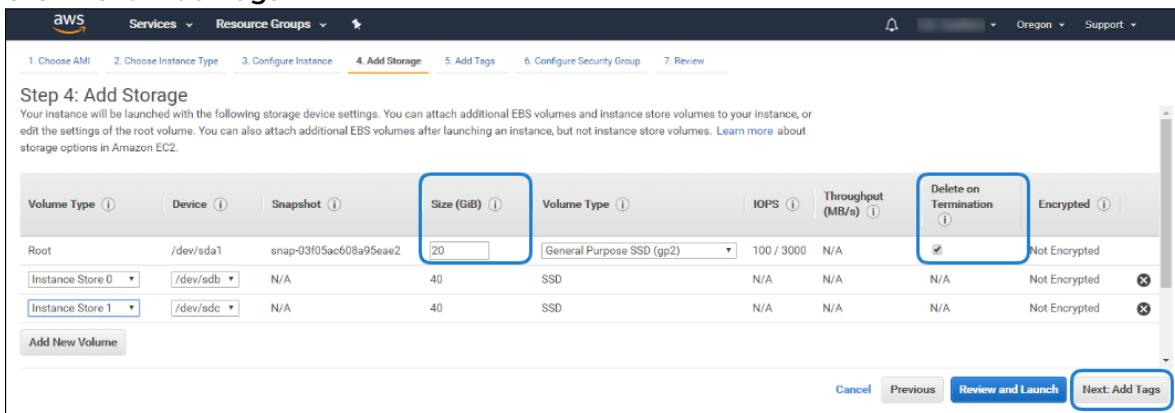 aws Services Resource Groups Oregon Support
1. Choose AMI 2. Choose Instance Type 3. Configure Instance 4. Add Storage 5. Add Tags 6. Configure Security Group 7. Review
Step 4: Add Storage
Your instance will be launched with the following storage device settings. You can attach additional EBS volumes and instance store volumes to your instance, or
edit the settings of the root volume. You can also attach additional EBS volumes after launching an instance, but not instance store volumes. Learn more about
storage options in Amazon EC2.
Volume Type Device Snapshot Size (GiB) Volume Type IOPS Throughput (MB/s) Delete on Termination Encrypted
Root /dev/sda1 snap-03f05ac608a95eae2 20 General Purpose SSD (gp2) 100 / 3000 N/A Not Encrypted
Instance Store 0 /dev/sdb N/A 40 SSD N/A N/A N/A Not Encrypted
Instance Store 1 /dev/sdc N/A 40 SSD N/A N/A N/A Not Encrypted
Add New Volume
Cancel Previous Review and Launch Next: Add Tags